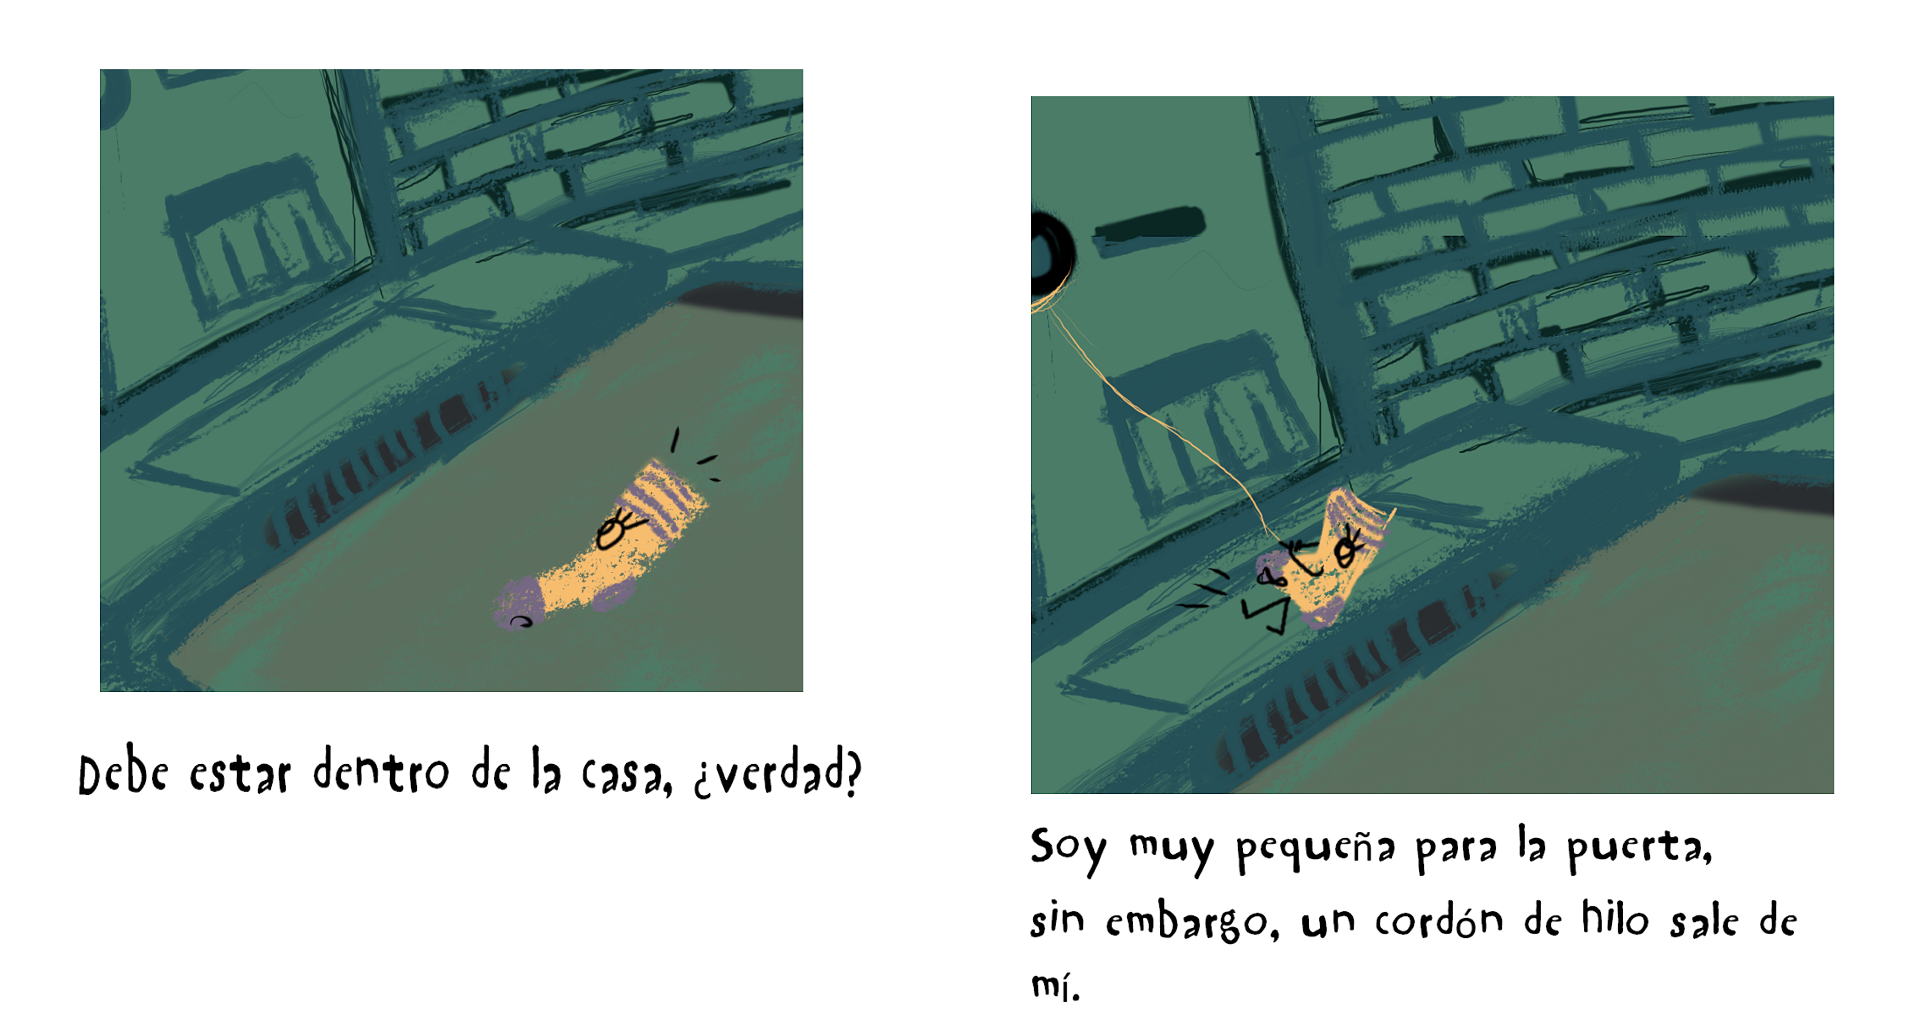 Debe estar dentro de la casa, ¿verdad?
Soy muy pequeña para la puerta,
sin embargo, un cordón de hilo sale de
mí.